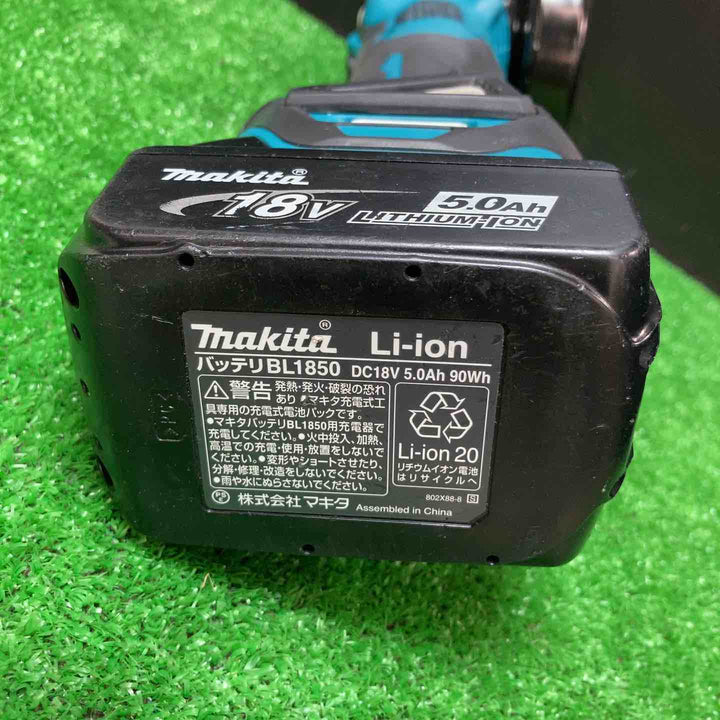 makita®
18V
5.0Ah
LITHIUM-ION
makita®
Li-ion
バッテリBL1850 DC18V 5.0Ah 90Wh
警告 発熱・発火・破裂の恐れ
あり マキタ充電式工
具専用の充電式電池パックです。
●マキタバッテリBL1850用充電器で
充電してください。●火中投入、加熱、
高温での充電・使用・放置をしないで
ください。●変形やショートさせたり、
分解・修理・改造をしないでください。
●雨や水にぬらさないでください。
Li-ion 20
リチウムイオン電池
はリサイクルへ
802X88-8 S
PS
E 株式会社マキタ Assembled in China